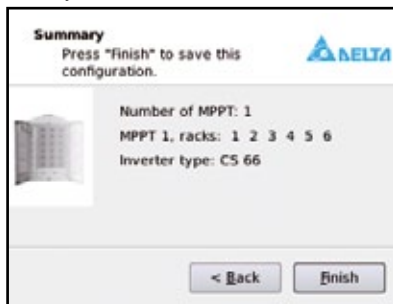 Summary
Press "Finish" to save this
configuration.
DELTA
Number of MPPT: 1
MPPT 1, racks: 1 2 3 4 5 6
Inverter type: CS 66
< Back
Finish